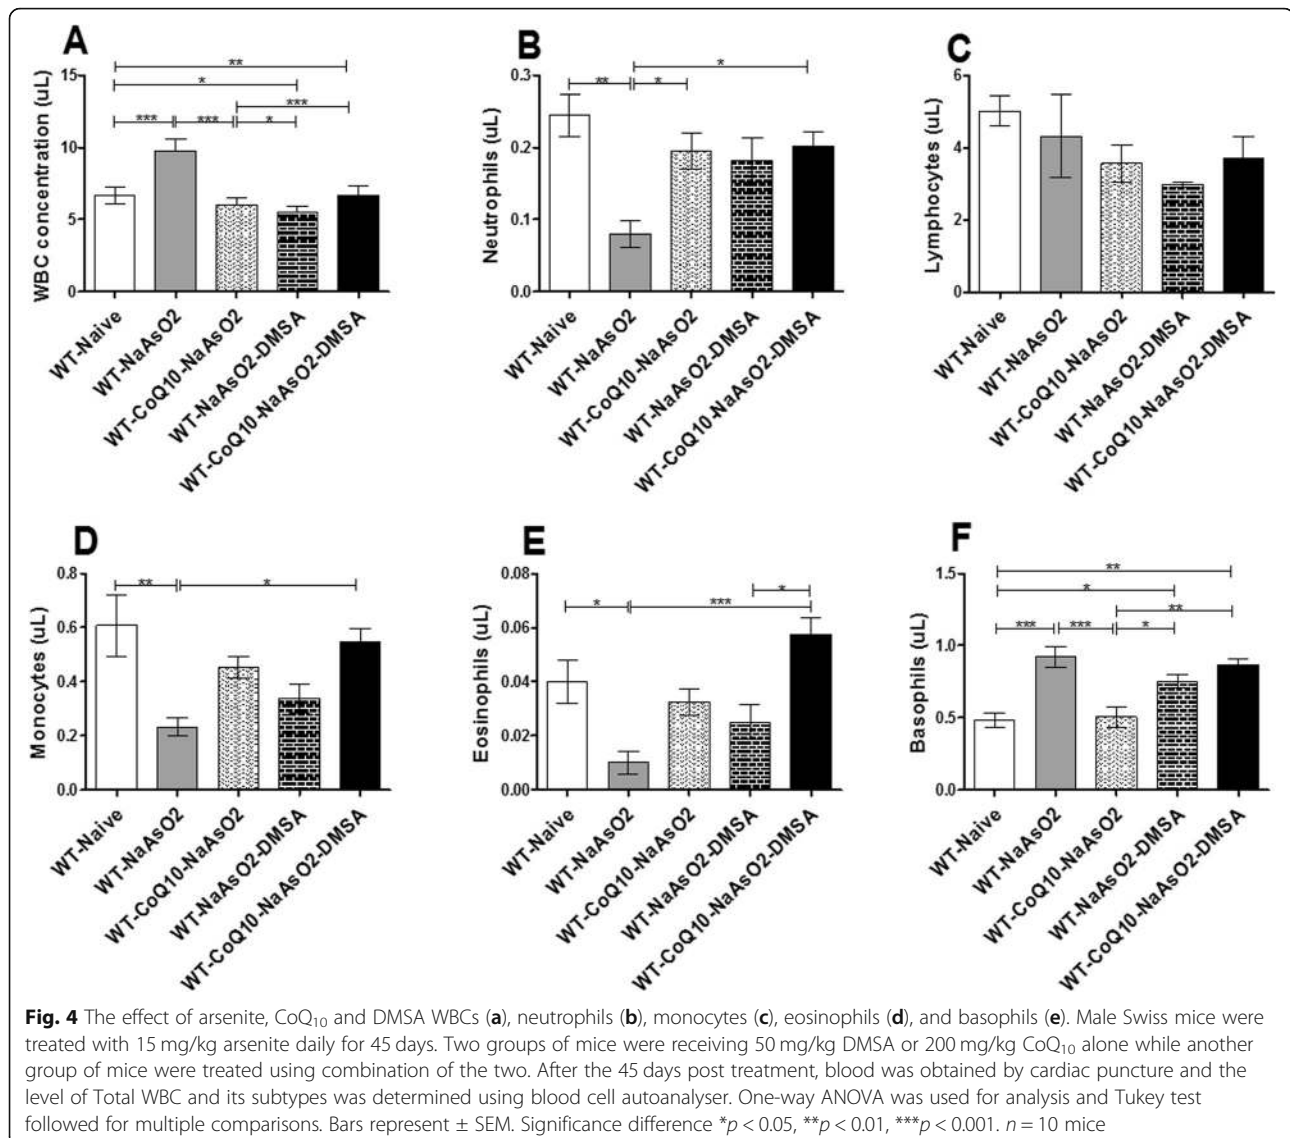 A
WBC concentration (uL)
15
10
5
0
**
*
***
***
***
*
WT-Naive
WT-NaAsO2
WT-CoQ10-NaAsO2
WT-NaAsO2-DMSA
WT-CoQ10-NaAsO2-DMSA
B
Neutrophils (uL)
0.3
0.2
0.1
0.0
*
**
*
WT-Naive
WT-NaAsO2
WT-CoQ10-NaAsO2
WT-NaAsO2-DMSA
WT-CoQ10-NaAsO2-DMSA
C
Lymphocytes (uL)
6
4
2
0
WT-Naive
WT-NaAsO2
WT-CoQ10-NaAsO2
WT-NaAsO2-DMSA
WT-CoQ10-NaAsO2-DMSA
D
Monocytes (uL)
0.8
0.6
0.4
0.2
0.0
**
*
WT-Naive
WT-NaAsO2
WT-CoQ10-NaAsO2
WT-NaAsO2-DMSA
WT-CoQ10-NaAsO2-DMSA
E
Eosinophils (uL)
0.08
0.06
0.04
0.02
0.00
*
*
***
WT-Naive
WT-NaAsO2
WT-CoQ10-NaAsO2
WT-NaAsO2-DMSA
WT-CoQ10-NaAsO2-DMSA
F
Basophils (uL)
1.5
1.0
0.5
0.0
**
*
**
***
***
*
WT-Naive
WT-NaAsO2
WT-CoQ10-NaAsO2
WT-NaAsO2-DMSA
WT-CoQ10-NaAsO2-DMSA
Fig. 4 The effect of arsenite, CoQ₁₀ and DMSA WBCs (a), neutrophils (b), monocytes (c), eosinophils (d), and basophils (e). Male Swiss mice were
treated with 15 mg/kg arsenite daily for 45 days. Two groups of mice were receiving 50 mg/kg DMSA or 200 mg/kg CoQ₁₀ alone while another
group of mice were treated using combination of the two. After the 45 days post treatment, blood was obtained by cardiac puncture and the
level of Total WBC and its subtypes was determined using blood cell autoanalyser. One-way ANOVA was used for analysis and Tukey test
followed for multiple comparisons. Bars represent ± SEM. Significance difference *p < 0.05, **p < 0.01, ***p < 0.001. n = 10 mice